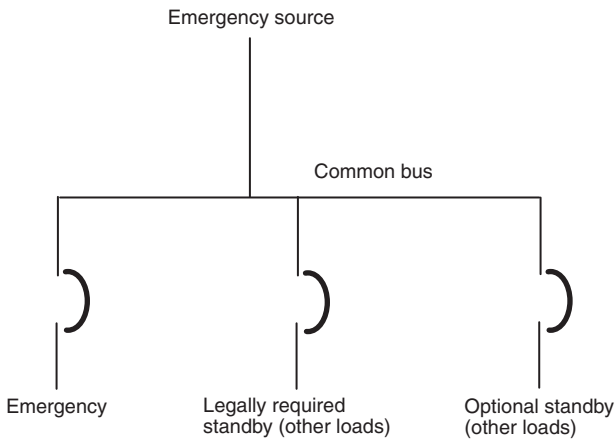 Emergency source
Common bus
Emergency
Legally required
standby (other loads)
Optional standby
(other loads)